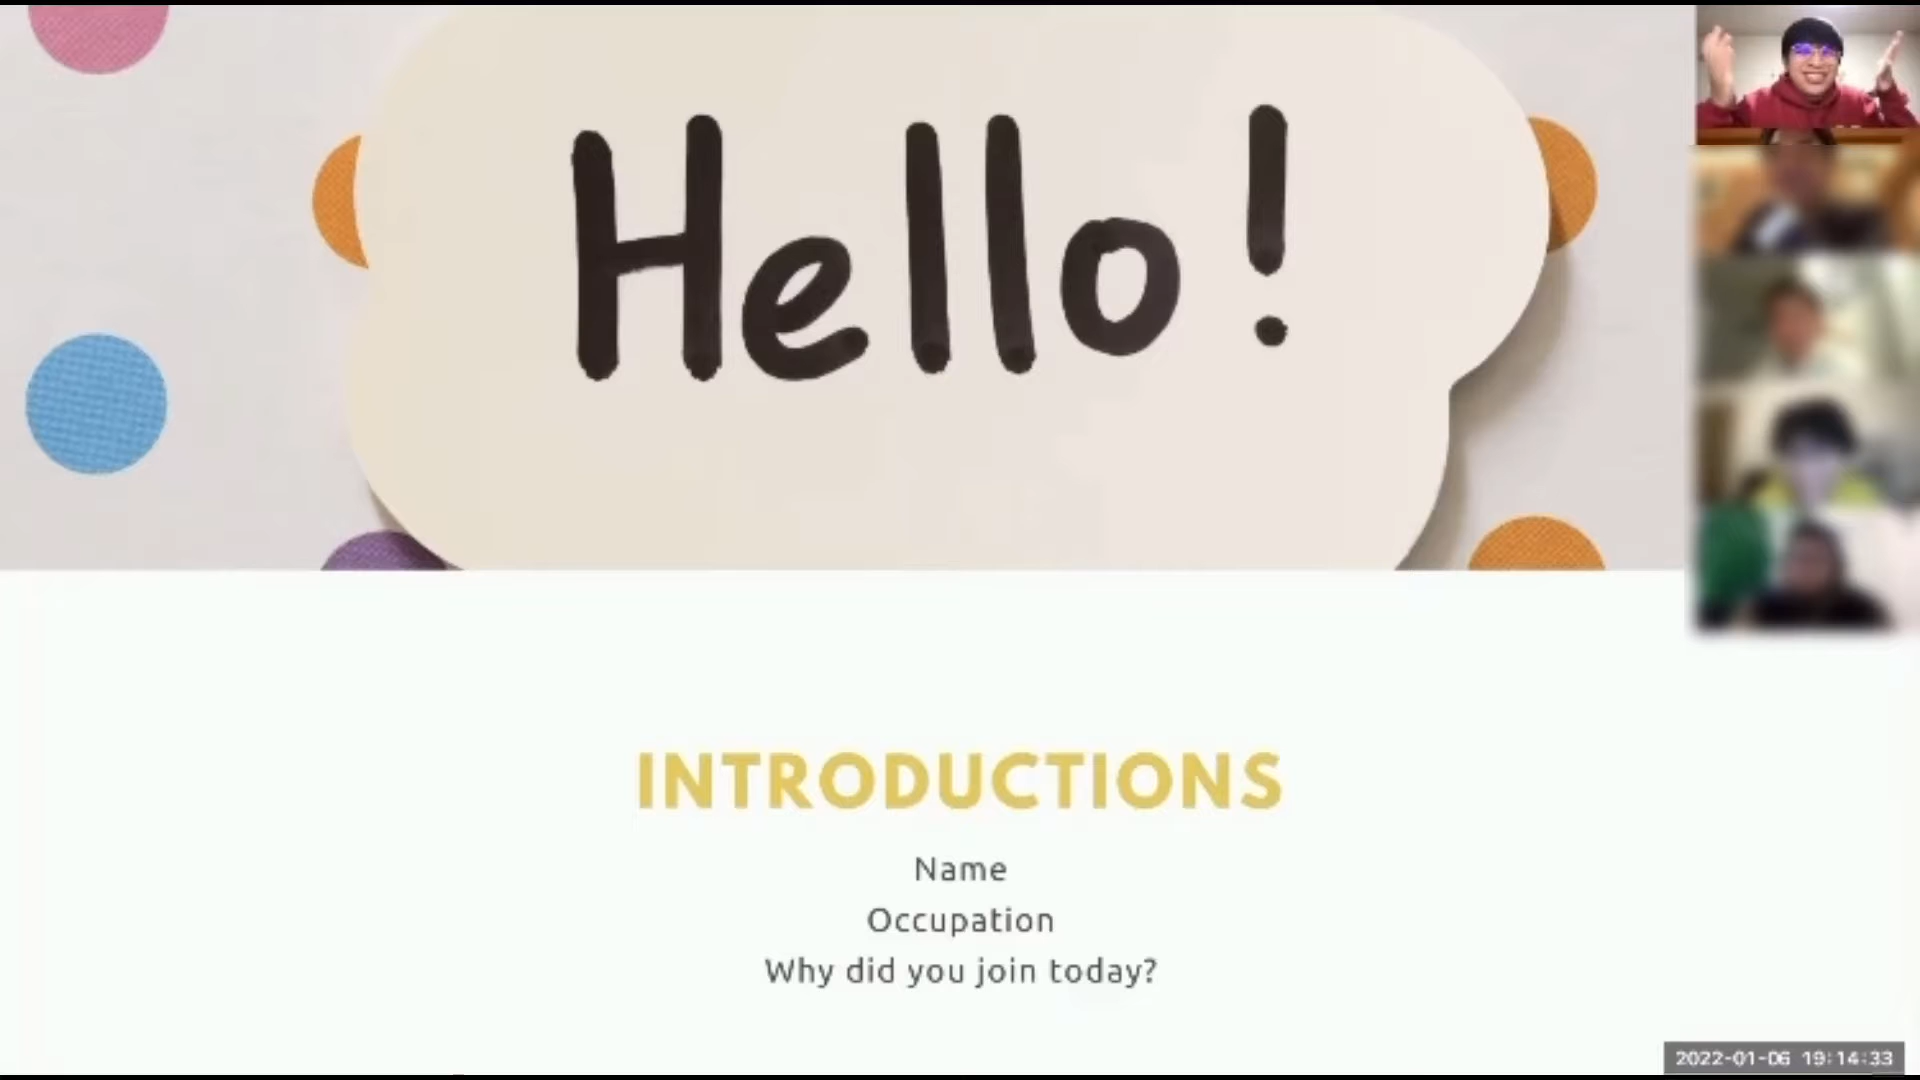 Hello!
INTRODUCTIONS
Name
Occupation
Why did you join today?
2022-01-06 19:14:33